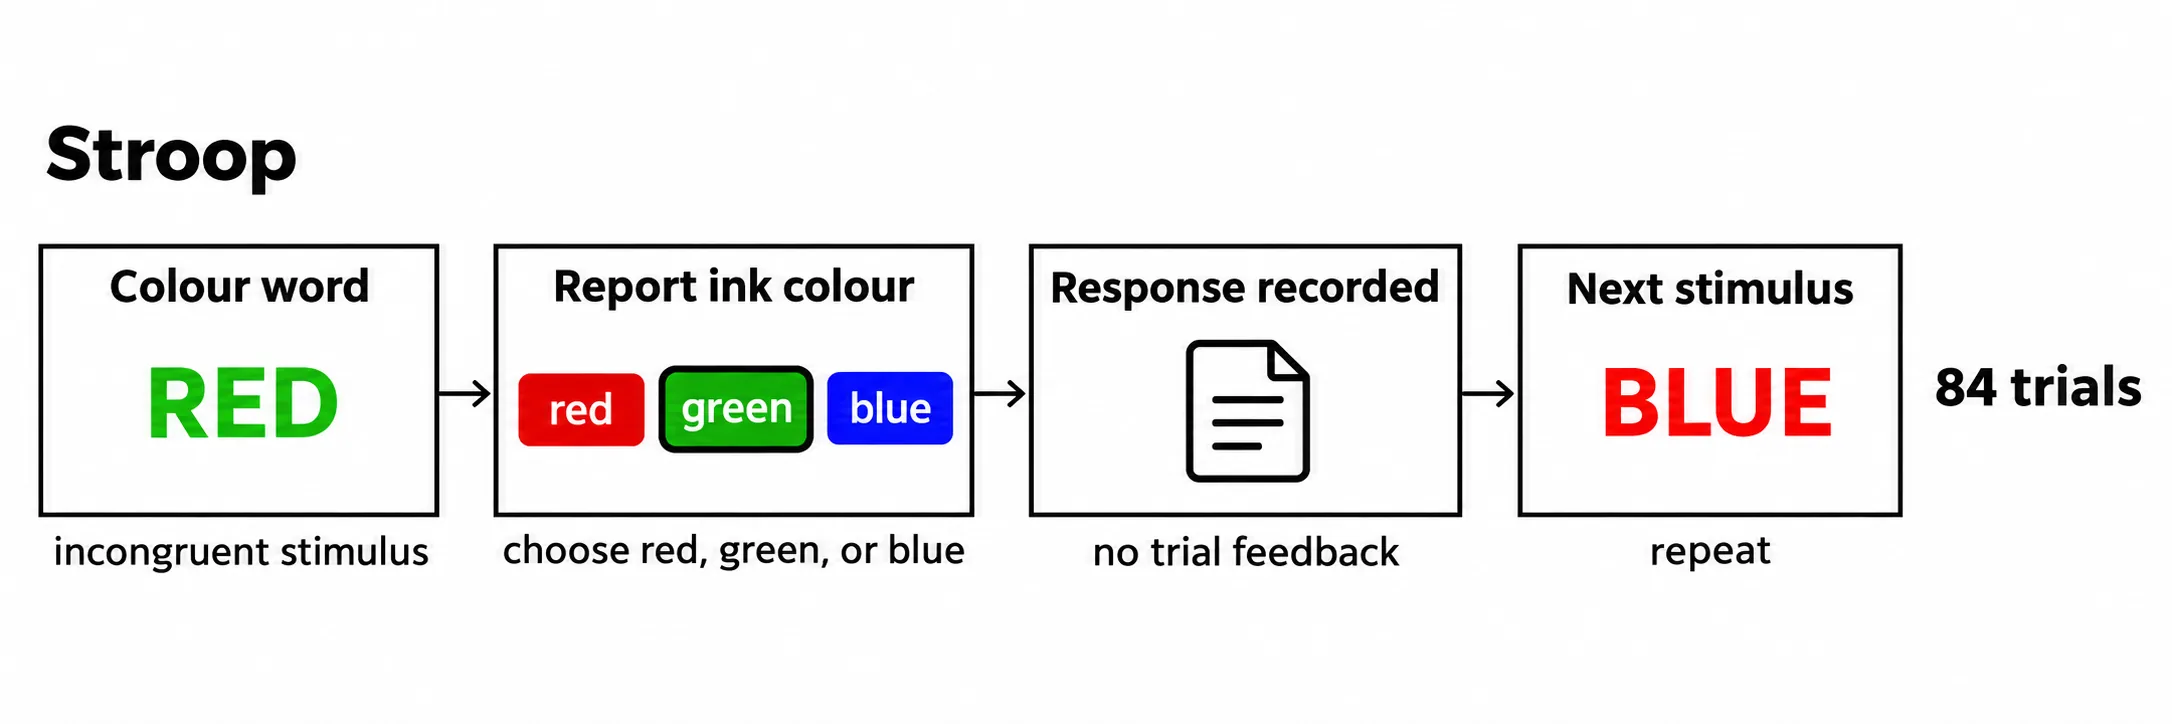 Stroop
Colour word
RED
incongruent stimulus
Report ink colour
red green blue
choose red, green, or blue
Response recorded
no trial feedback
Next stimulus
BLUE
repeat
84 trials